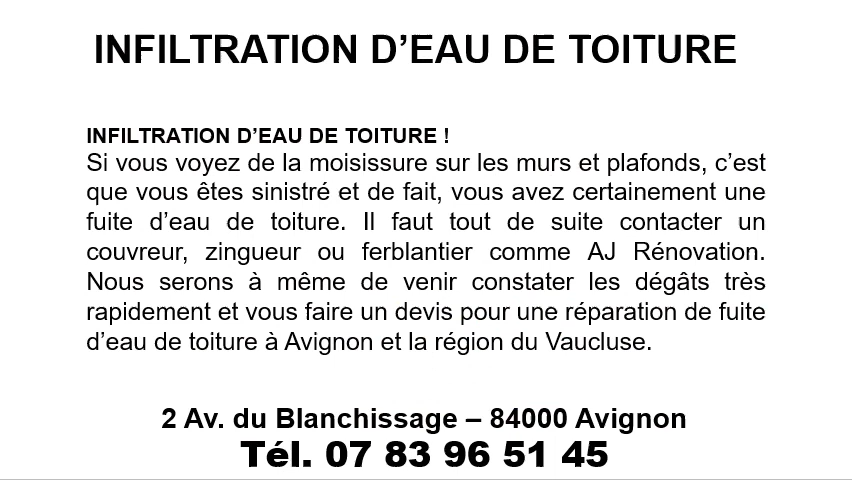 INFILTRATION D’EAU DE TOITURE
INFILTRATION D’EAU DE TOITURE !
Si vous voyez de la moisissure sur les murs et plafonds, c’est
que vous êtes sinistré et de fait, vous avez certainement une
fuite d’eau de toiture. Il faut tout de suite contacter un
couvreur, zingueur ou ferblantier comme AJ Rénovation.
Nous serons à même de venir constater les dégâts très
rapidement et vous faire un devis pour une réparation de fuite
d’eau de toiture à Avignon et la région du Vaucluse.
2 Av. du Blanchissage – 84000 Avignon
Tél. 07 83 96 51 45